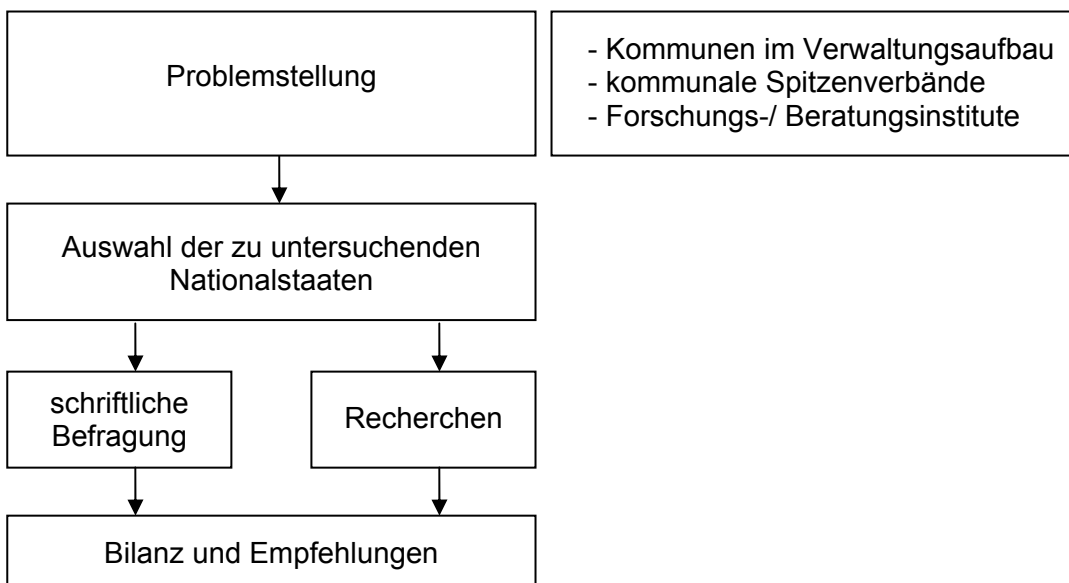 Problemstellung
- Kommunen im Verwaltungsaufbau
- kommunale Spitzenverbände
- Forschungs-/ Beratungsinstitute
Auswahl der zu untersuchenden
Nationalstaaten
schriftliche
Befragung
Recherchen
Bilanz und Empfehlungen